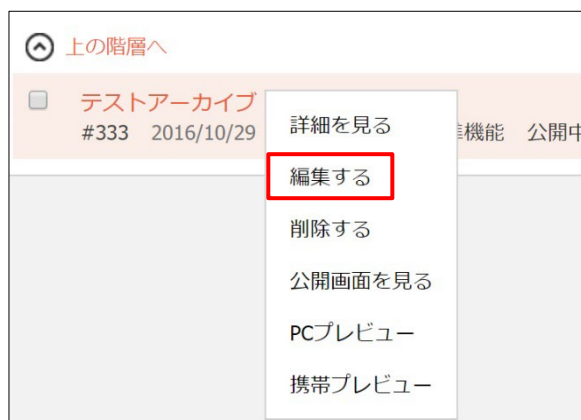 上の階層へ
テストアーカイブ
#333 2016/10/29 機能 公開中
詳細を見る
編集する
削除する
公開画面を見る
PCプレビュー
携帯プレビュー